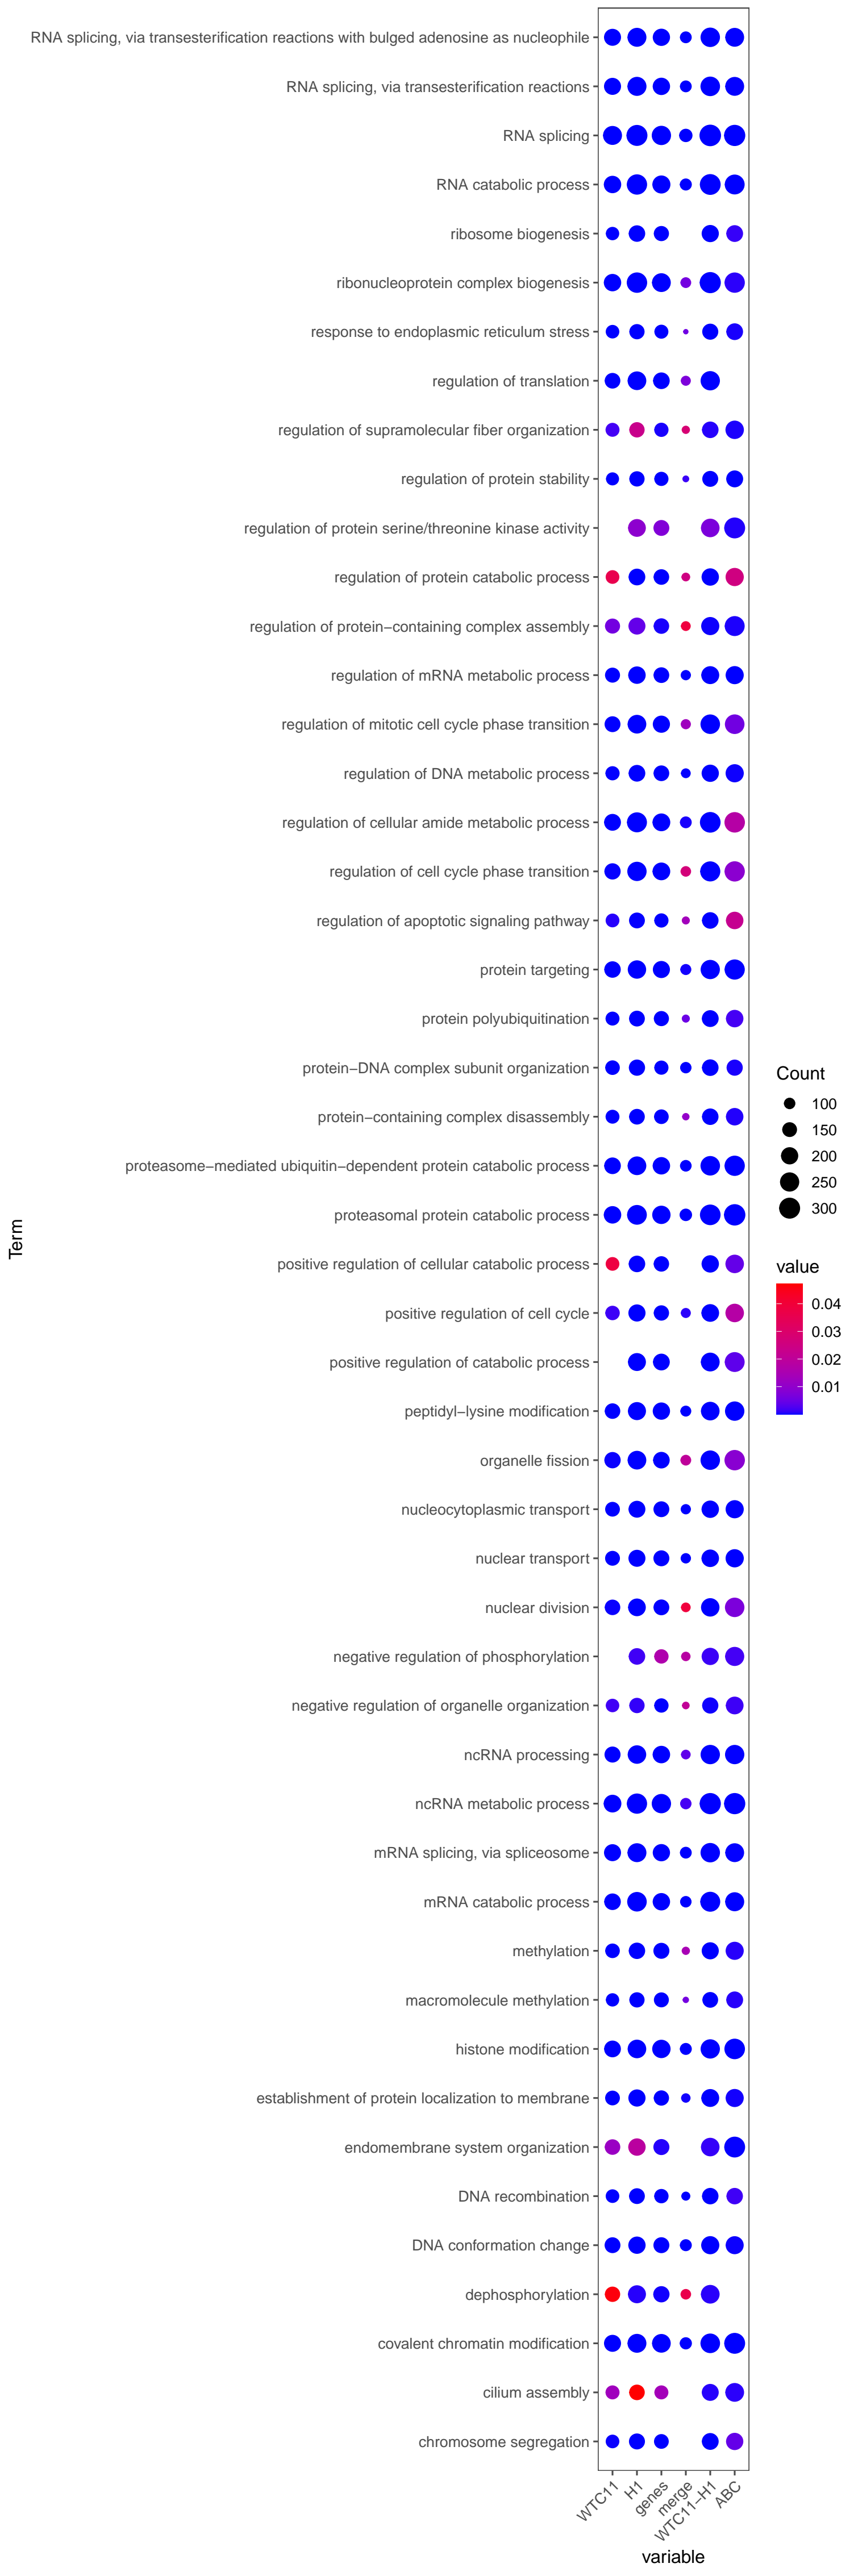 RNA splicing, via transesterification reactions with bulged adenosine as nucleophile
RNA splicing, via transesterification reactions
RNA splicing
RNA catabolic process
ribosome biogenesis
ribonucleoprotein complex biogenesis
response to endoplasmic reticulum stress
regulation of translation
regulation of supramolecular fiber organization
regulation of protein stability
regulation of protein serine/threonine kinase activity
regulation of protein catabolic process
regulation of protein−containing complex assembly
regulation of mRNA metabolic process
regulation of mitotic cell cycle phase transition
regulation of DNA metabolic process
regulation of cellular amide metabolic process
regulation of cell cycle phase transition
regulation of apoptotic signaling pathway
protein targeting
protein polyubiquitination
protein−DNA complex subunit organization
protein−containing complex disassembly
proteasome−mediated ubiquitin−dependent protein catabolic process
proteasomal protein catabolic process
positive regulation of cellular catabolic process
positive regulation of cell cycle
positive regulation of catabolic process
peptidyl−lysine modification
organelle fission
nucleocytoplasmic transport
nuclear transport
nuclear division
negative regulation of phosphorylation
negative regulation of organelle organization
ncRNA processing
ncRNA metabolic process
mRNA splicing, via spliceosome
mRNA catabolic process
methylation
macromolecule methylation
histone modification
establishment of protein localization to membrane
endomembrane system organization
DNA recombination
DNA conformation change
dephosphorylation
covalent chromatin modification
cilium assembly
chromosome segregation
Term
WTC11
H1
genes
merge
WTC11−H1
ABC
variable
Count
100
150
200
250
300
value
0.04
0.03
0.02
0.01